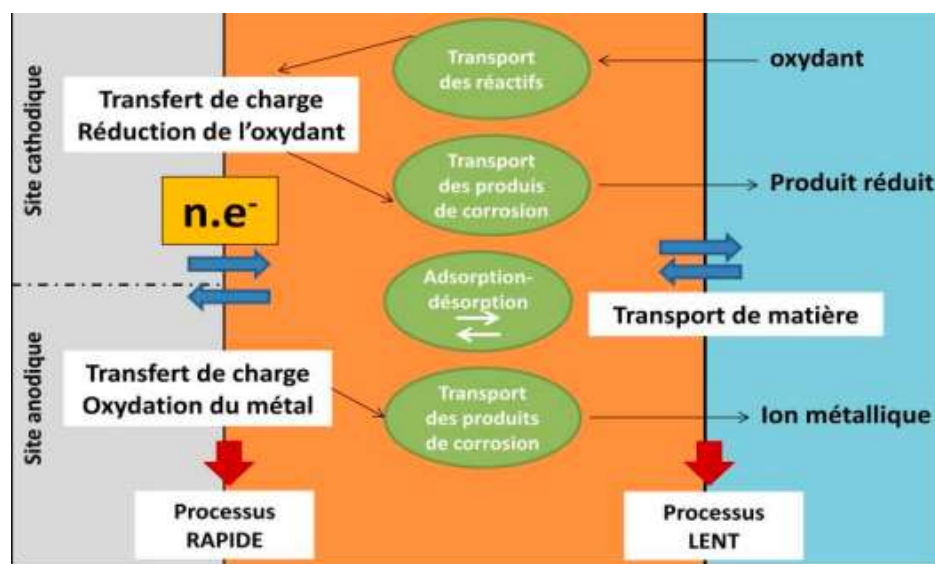 Site cathodique
Transport
des réactifs
oxydant
Transfert de charge
Réduction de l'oxydant
Transport
des produis
de corrosion
Produit réduit
n.e-
Adsorption-
désorption
Transport de matière
Site anodique
Transfert de charge
Oxydation du métal
Transport
des produits
de corrosion
Ion métallique
Processus
RAPIDE
Processus
LENT